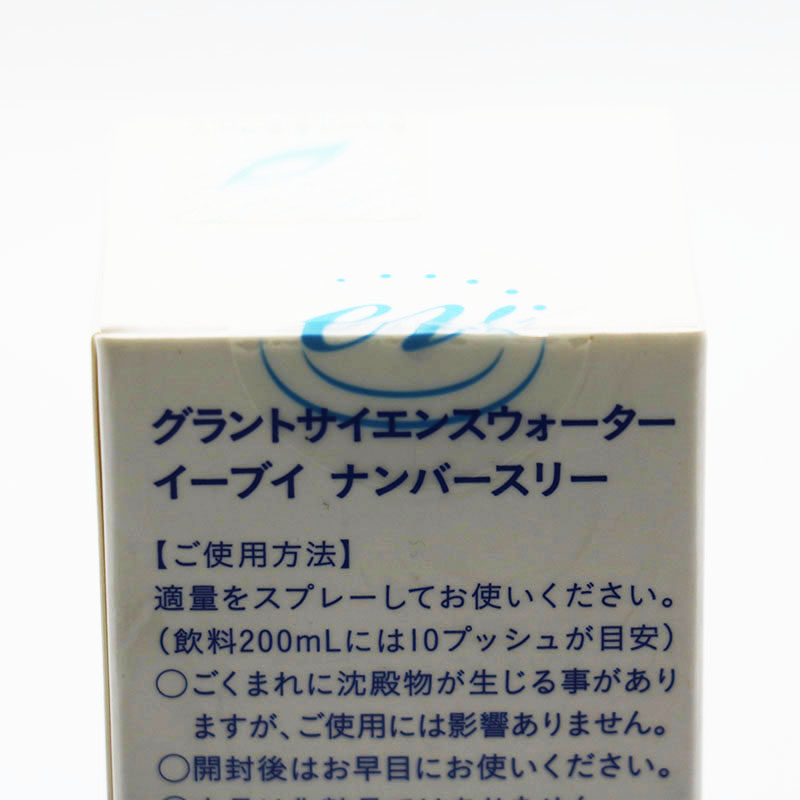 ev
グラントサイエンスウォーター
イーブイ ナンバースリー
【ご使用方法】
適量をスプレーしてお使いください。
(飲料200mLには10プッシュが目安)
○ごくまれに沈殿物が生じる事があり
ますが、ご使用には影響ありません。
○開封後はお早目にお使いください。